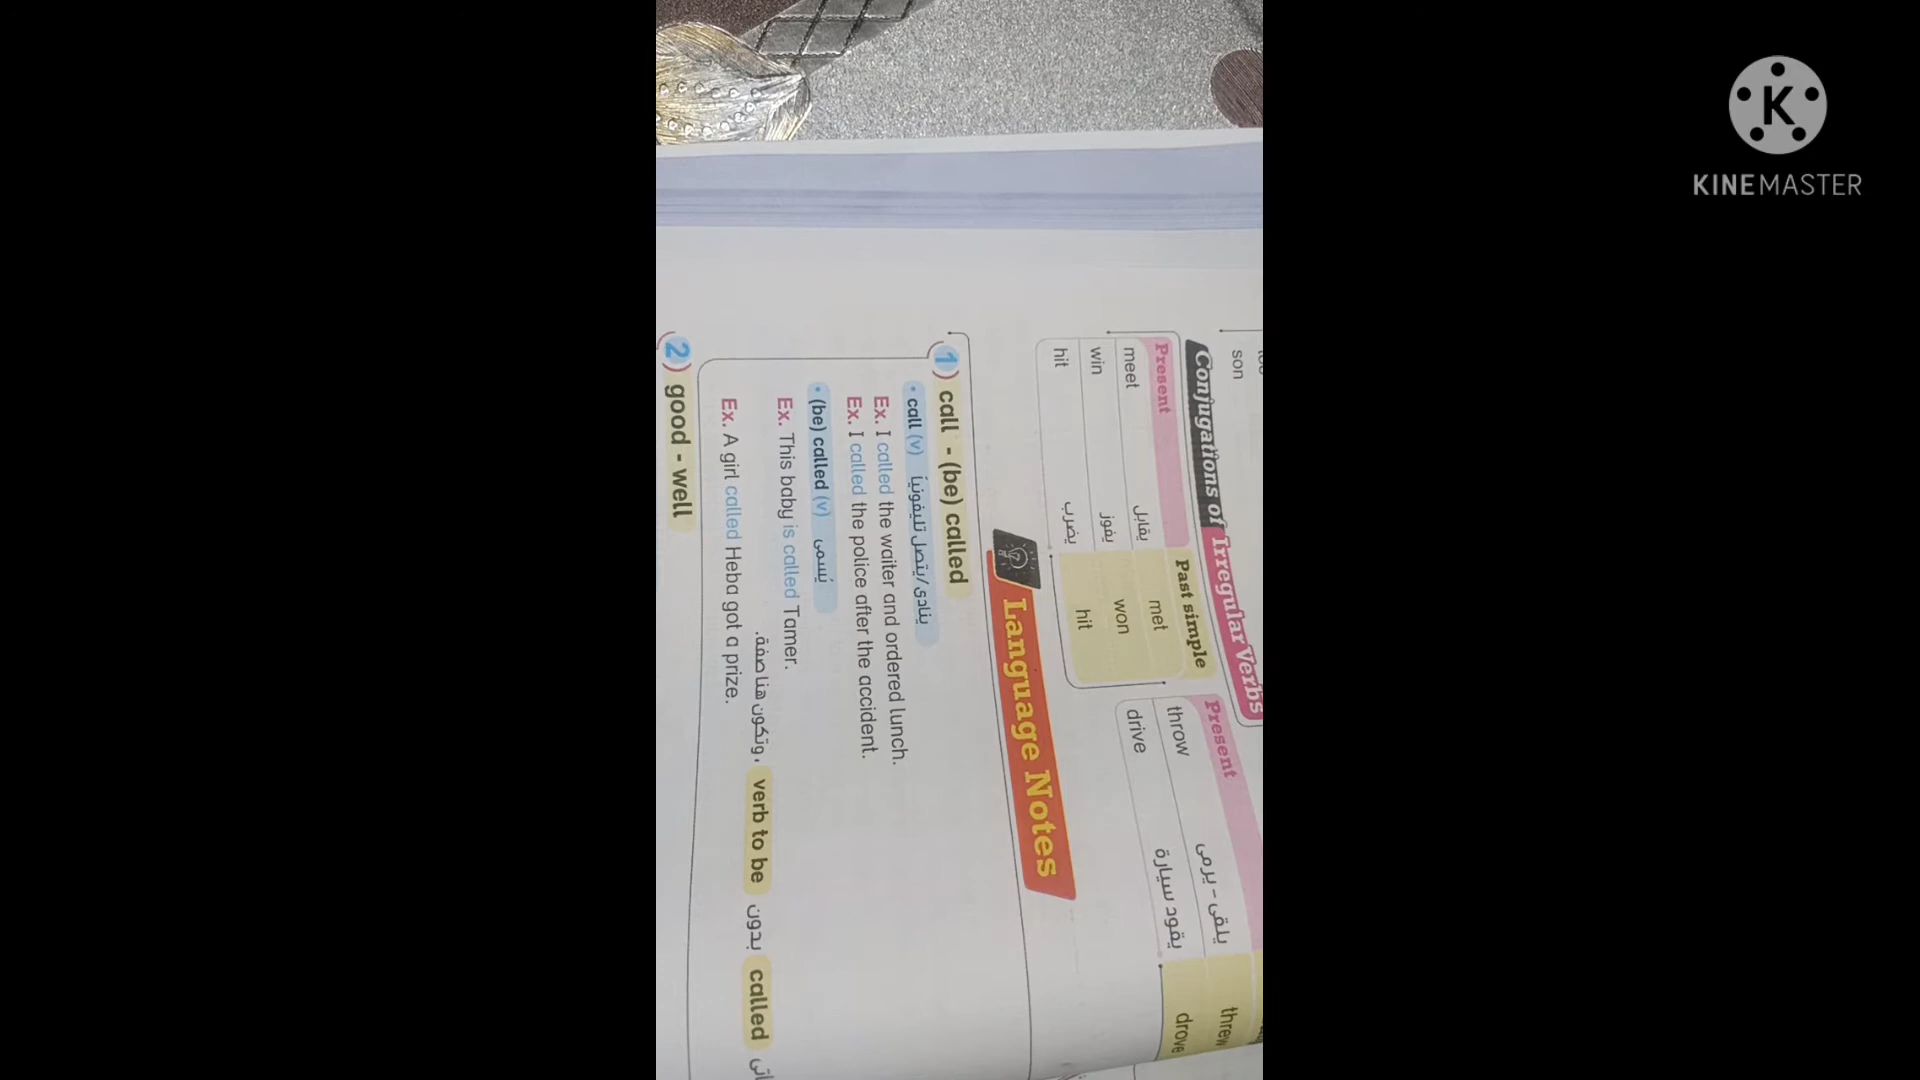 KINEMASTER
son
Conjugations of Irregular Verbs
Present Past simple Present
meet يقابل met throw يلقى - يرمى threw
win يفوز won drive يقود سيارة drove
hit يضرب hit
Language Notes
1) call - (be) called
• call (v) ينادى/يتصل تليفونياً
Ex. I called the waiter and ordered lunch.
Ex. I called the police after the accident.
• (be) called (v) يُسمى
Ex. This baby is called Tamer.
called بدون verb to be ، وتكون هنا صفة.
Ex. A girl called Heba got a prize.
2) good - well